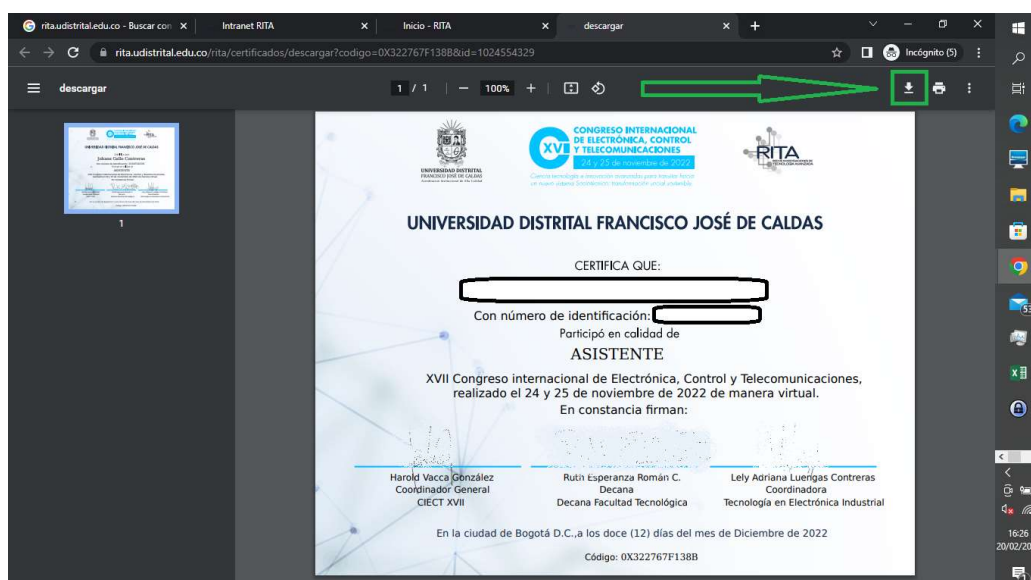 rita.udistrital.edu.co - Buscar con
Intranet RITA
Inicio - RITA
descargar
rita.udistrital.edu.co/rita/certificados/descargar?codigo=0X322767F138B&id=1024554329
Incógnito (5)
descargar
1 / 1
100%
1
UNIVERSIDAD DISTRITAL
FRANCISCO JOSÉ DE CALDAS
XVII
CONGRESO INTERNACIONAL
DE ELECTRÓNICA, CONTROL
Y TELECOMUNICACIONES
24 y 25 de noviembre de 2022
RITA
UNIVERSIDAD DISTRITAL FRANCISCO JOSÉ DE CALDAS
CERTIFICA QUE:
Con número de identificación:
Participó en calidad de
ASISTENTE
XVII Congreso internacional de Electrónica, Control y Telecomunicaciones,
realizado el 24 y 25 de noviembre de 2022 de manera virtual.
En constancia firman:
Harold Vacca González
Coordinador General
CIECT XVII
Ruth Esperanza Román C.
Decana
Decana Facultad Tecnológica
Lely Adriana Luengas Contreras
Coordinadora
Tecnología en Electrónica Industrial
En la ciudad de Bogotá D.C.,a los doce (12) días del mes de Diciembre de 2022
Código: 0X322767F138B
53
16:26
20/02/20